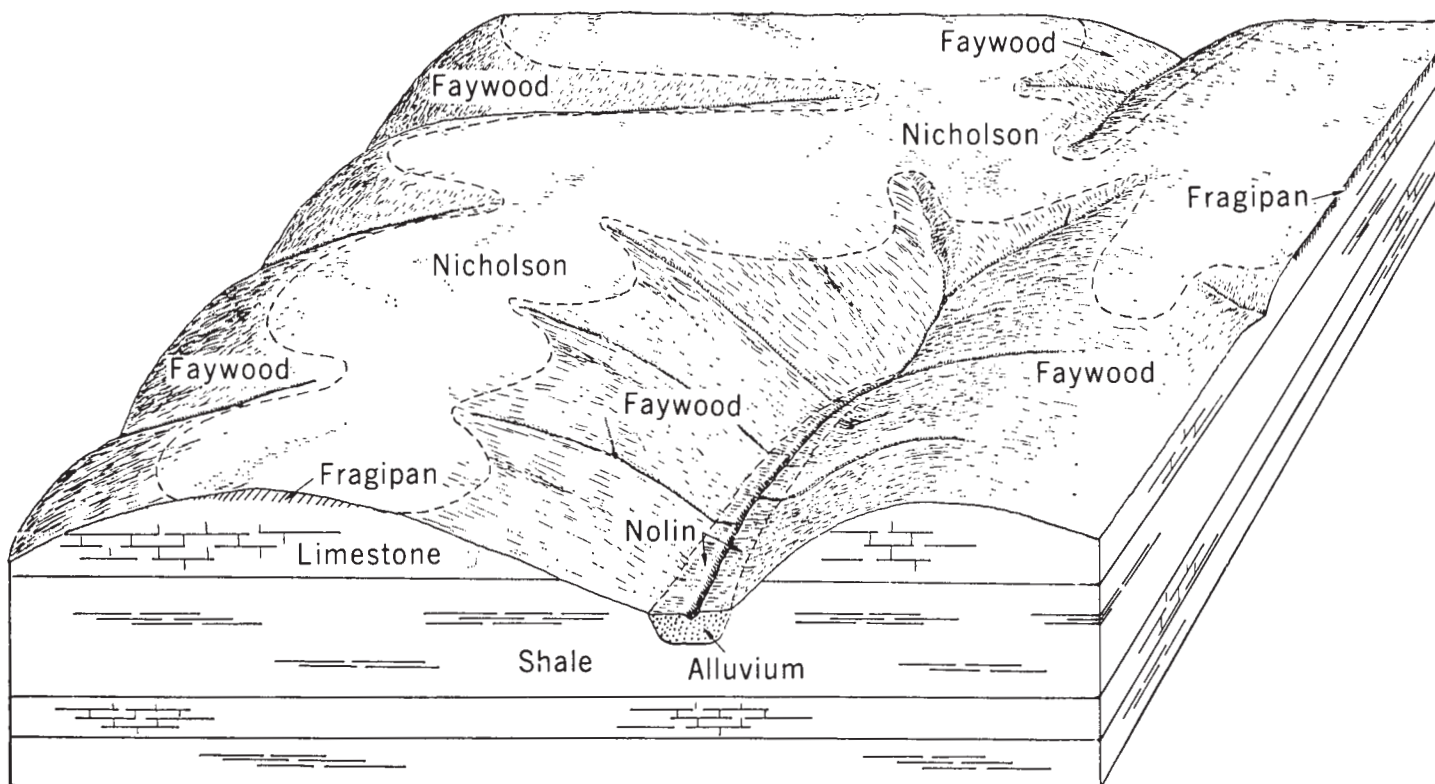 Faywood
Faywood
Nicholson
Fragipan
Nicholson
Faywood
Faywood
Faywood
Fragipan
Nolin
Limestone
Shale
Alluvium